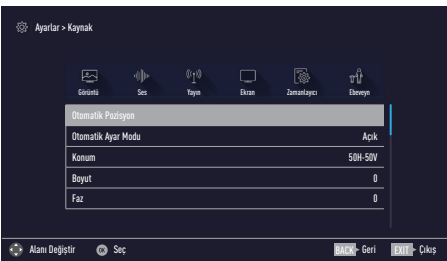 Ayarlar > Kaynak
Görüntü Ses Yayın Ekran Zamanlayıcı Ebeveyn
Otomatik Pozisyon
Otomatik Ayar Modu Açık
Konum 50H-50V
Boyut 0
Faz 0
Alanı Değiştir OK Seç BACK Geri EXIT Çıkış